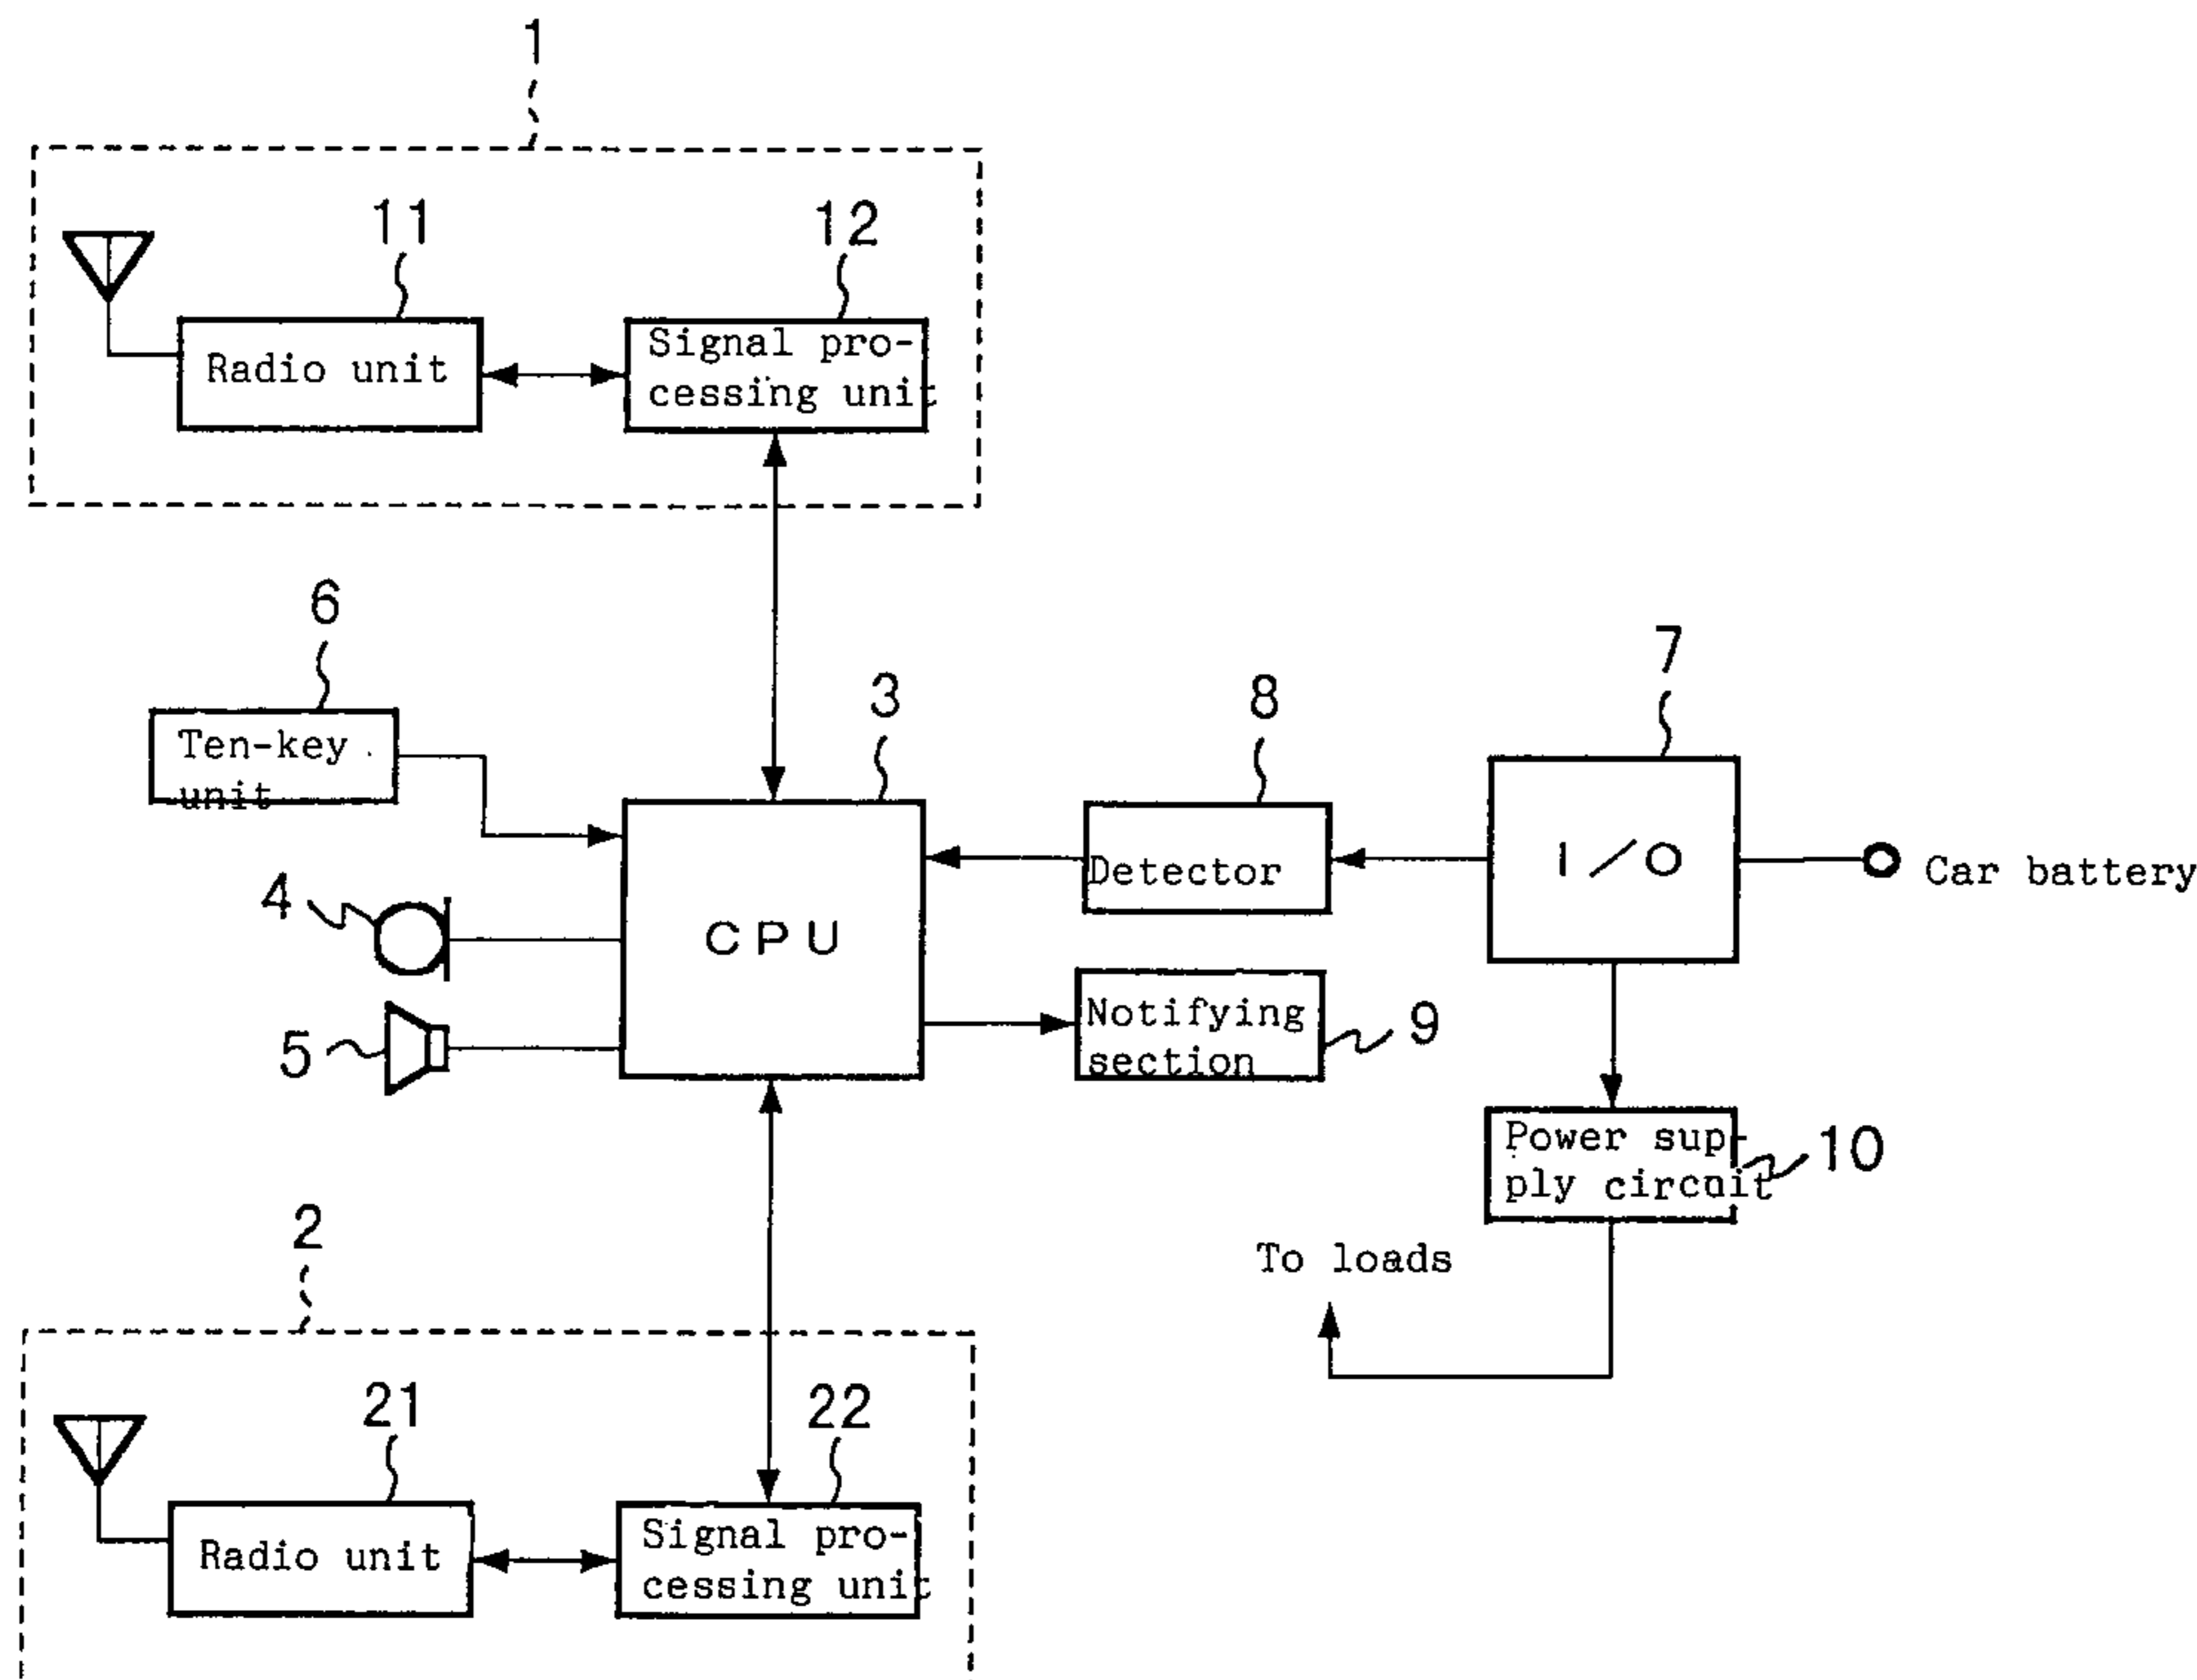 1
11
12
Radio unit
Signal pro-
cessing unit
6
7
3
8
Ten-key
unit
I/O
Detector
Car battery
4
CPU
Notifying
section
9
5
Power sup-
ply circuit
10
2
To loads
21
22
Radio unit
Signal pro-
cessing unit